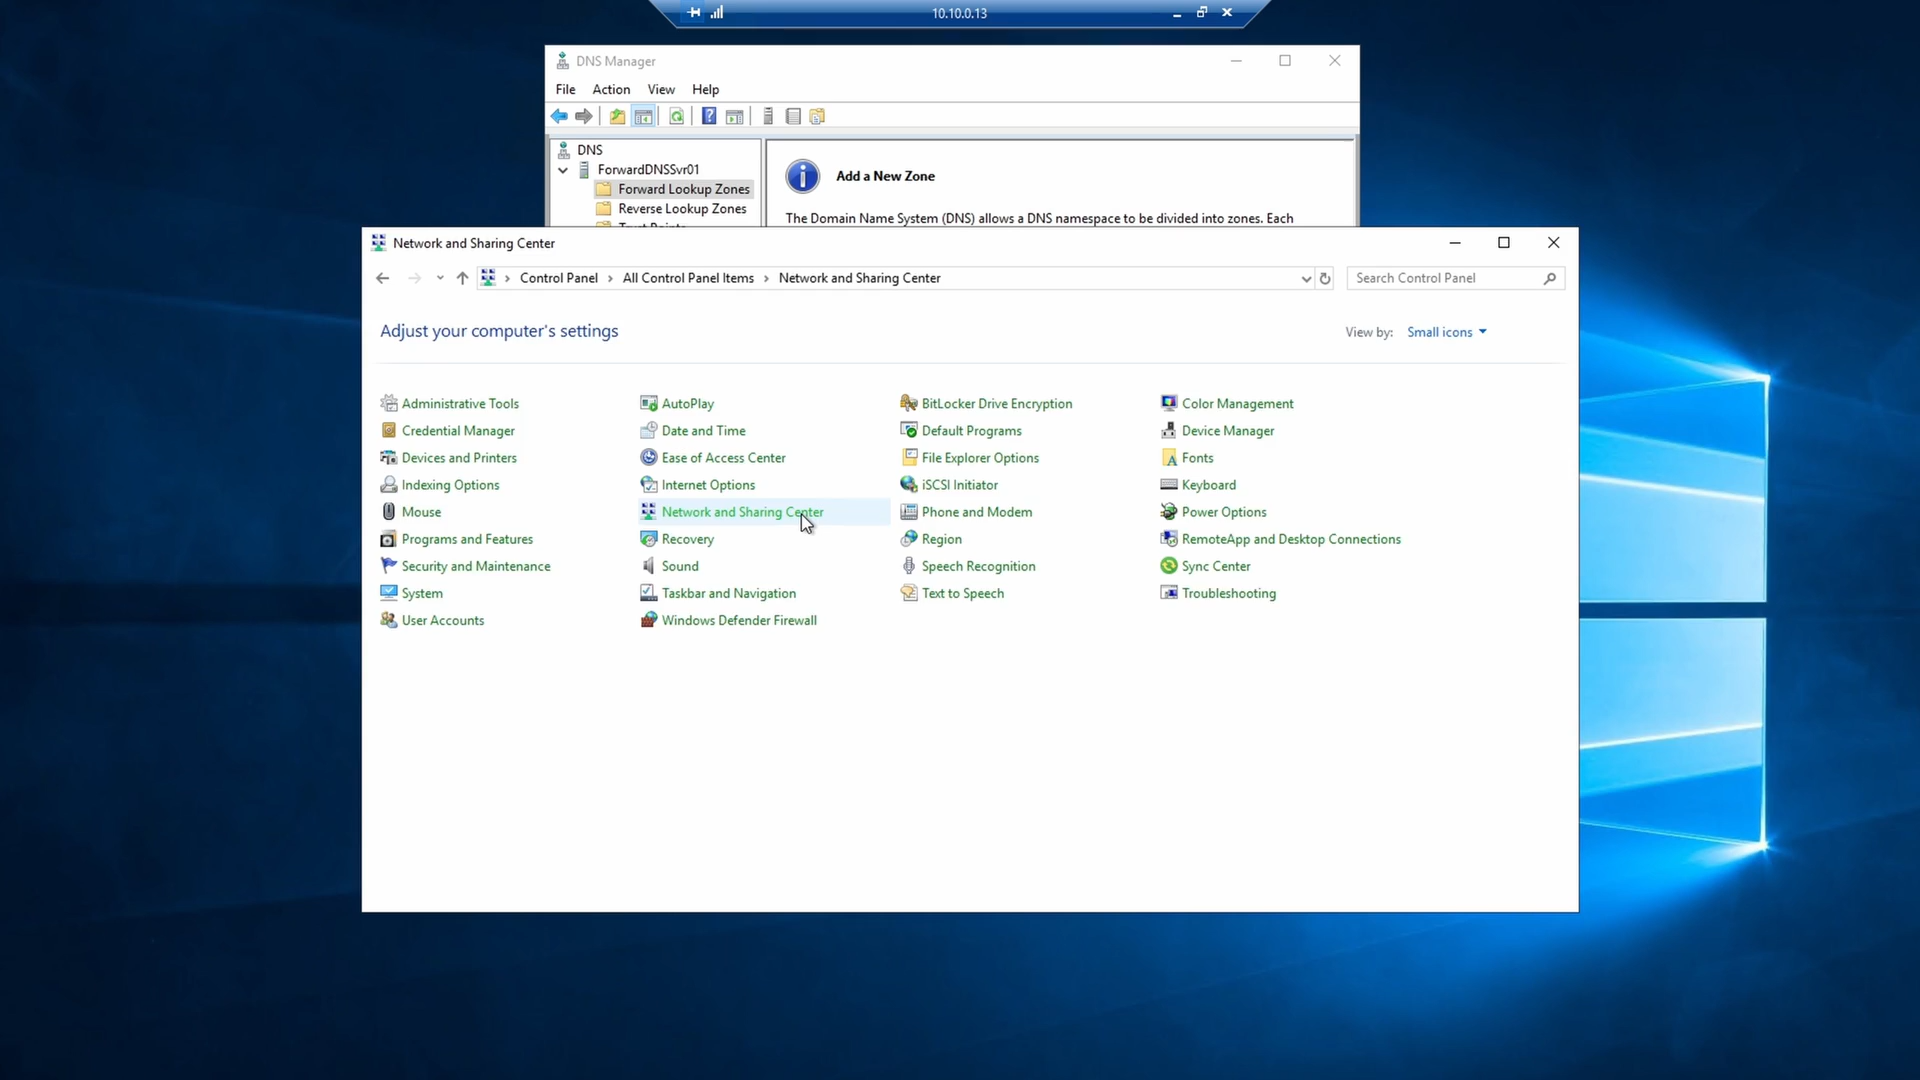 10.10.0.13
DNS Manager
File Action View Help
DNS
ForwardDNSSvr01
Forward Lookup Zones
Reverse Lookup Zones
Add a New Zone
The Domain Name System (DNS) allows a DNS namespace to be divided into zones. Each
Network and Sharing Center
Control Panel > All Control Panel Items > Network and Sharing Center
Search Control Panel
Adjust your computer's settings
View by: Small icons
Administrative Tools
AutoPlay
BitLocker Drive Encryption
Color Management
Credential Manager
Date and Time
Default Programs
Device Manager
Devices and Printers
Ease of Access Center
File Explorer Options
Fonts
Indexing Options
Internet Options
iSCSI Initiator
Keyboard
Mouse
Network and Sharing Center
Phone and Modem
Power Options
Programs and Features
Recovery
Region
RemoteApp and Desktop Connections
Security and Maintenance
Sound
Speech Recognition
Sync Center
System
Taskbar and Navigation
Text to Speech
Troubleshooting
User Accounts
Windows Defender Firewall